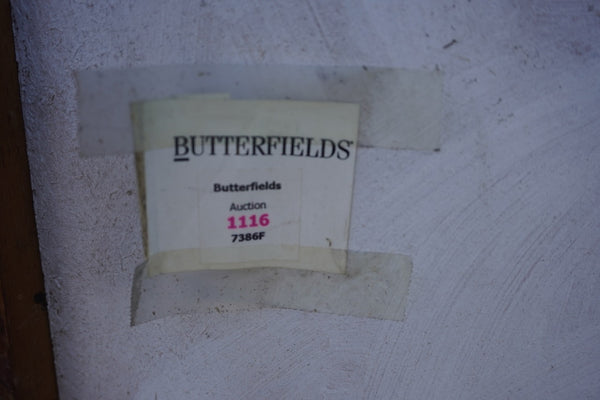 BUTTERFIELDS
Butterfields
Auction
1116
7386F